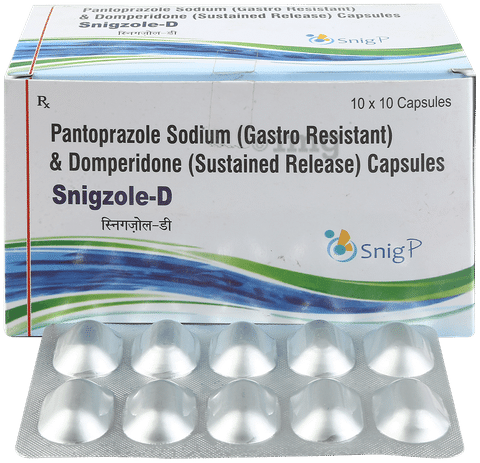 Pantoprazole Sodium (Gastro Resistant)
& Domperidone (Sustained Release) Capsules
Snigzole-D
स्निगज़ोल-डी
Snig P
Rx
10 x 10 Capsules
Pantoprazole Sodium (Gastro Resistant)
& Domperidone (Sustained Release) Capsules
Snigzole-D
स्निगज़ोल-डी
Snig P